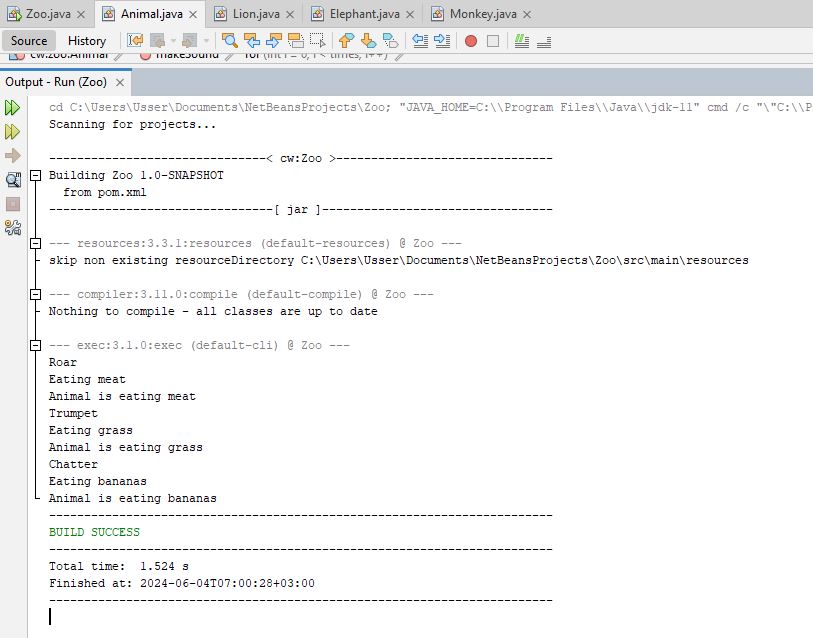 Zoo.java Animal.java Lion.java Elephant.java Monkey.java
Source History
cw.zoo.Animal makeSound for (int i = 0; i < times; i++)
Output - Run (Zoo)
cd C:\Users\Usser\Documents\NetBeansProjects\Zoo; "JAVA_HOME=C:\\Program Files\\Java\\jdk-11" cmd /c "\"C:\\P
Scanning for projects...
-------------------------------< cw:Zoo >-------------------------------
Building Zoo 1.0-SNAPSHOT
from pom.xml
--------------------------------[ jar ]---------------------------------
--- resources:3.3.1:resources (default-resources) @ Zoo ---
skip non existing resourceDirectory C:\Users\Usser\Documents\NetBeansProjects\Zoo\src\main\resources
--- compiler:3.11.0:compile (default-compile) @ Zoo ---
Nothing to compile - all classes are up to date
--- exec:3.1.0:exec (default-cli) @ Zoo ---
Roar
Eating meat
Animal is eating meat
Trumpet
Eating grass
Animal is eating grass
Chatter
Eating bananas
Animal is eating bananas
------------------------------------------------------------------------
BUILD SUCCESS
------------------------------------------------------------------------
Total time:  1.524 s
Finished at: 2024-06-04T07:00:28+03:00
------------------------------------------------------------------------